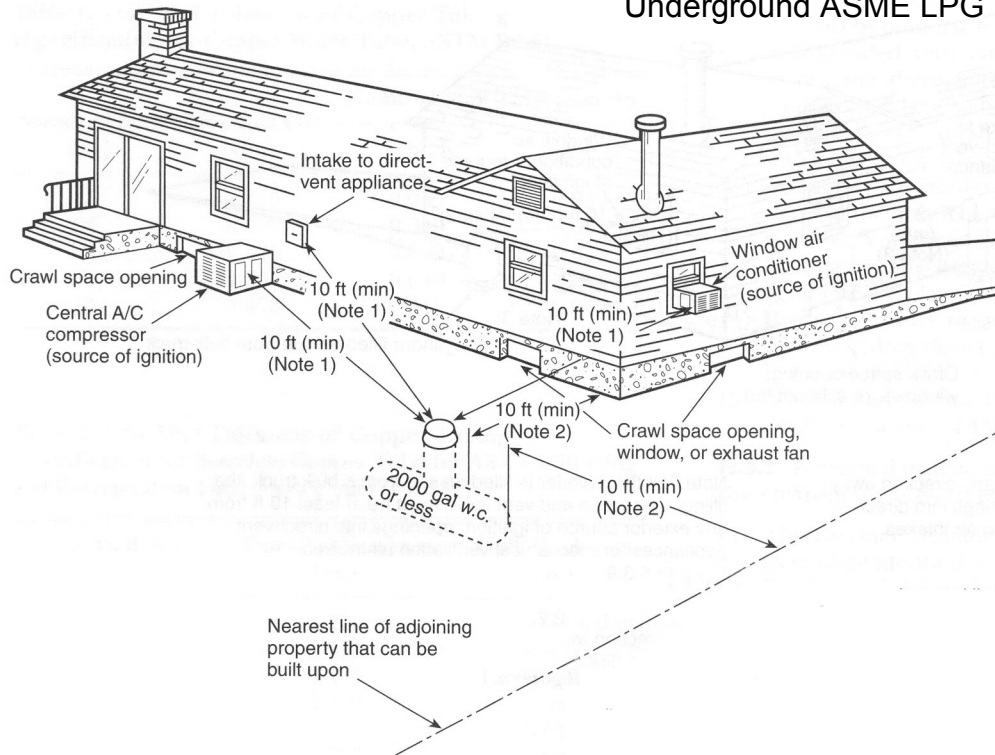 Underground ASME LPG
Intake to direct-
vent appliance
Crawl space opening
Central A/C
compressor
(source of ignition)
10 ft (min)
(Note 1)
10 ft (min)
(Note 1)
10 ft (min)
(Note 1)
Window air
conditioner
(source of ignition)
10 ft (min)
(Note 2)
Crawl space opening,
window, or exhaust fan
2000 gal w.c.
or less
10 ft (min)
(Note 2)
Nearest line of adjoining
property that can be
built upon